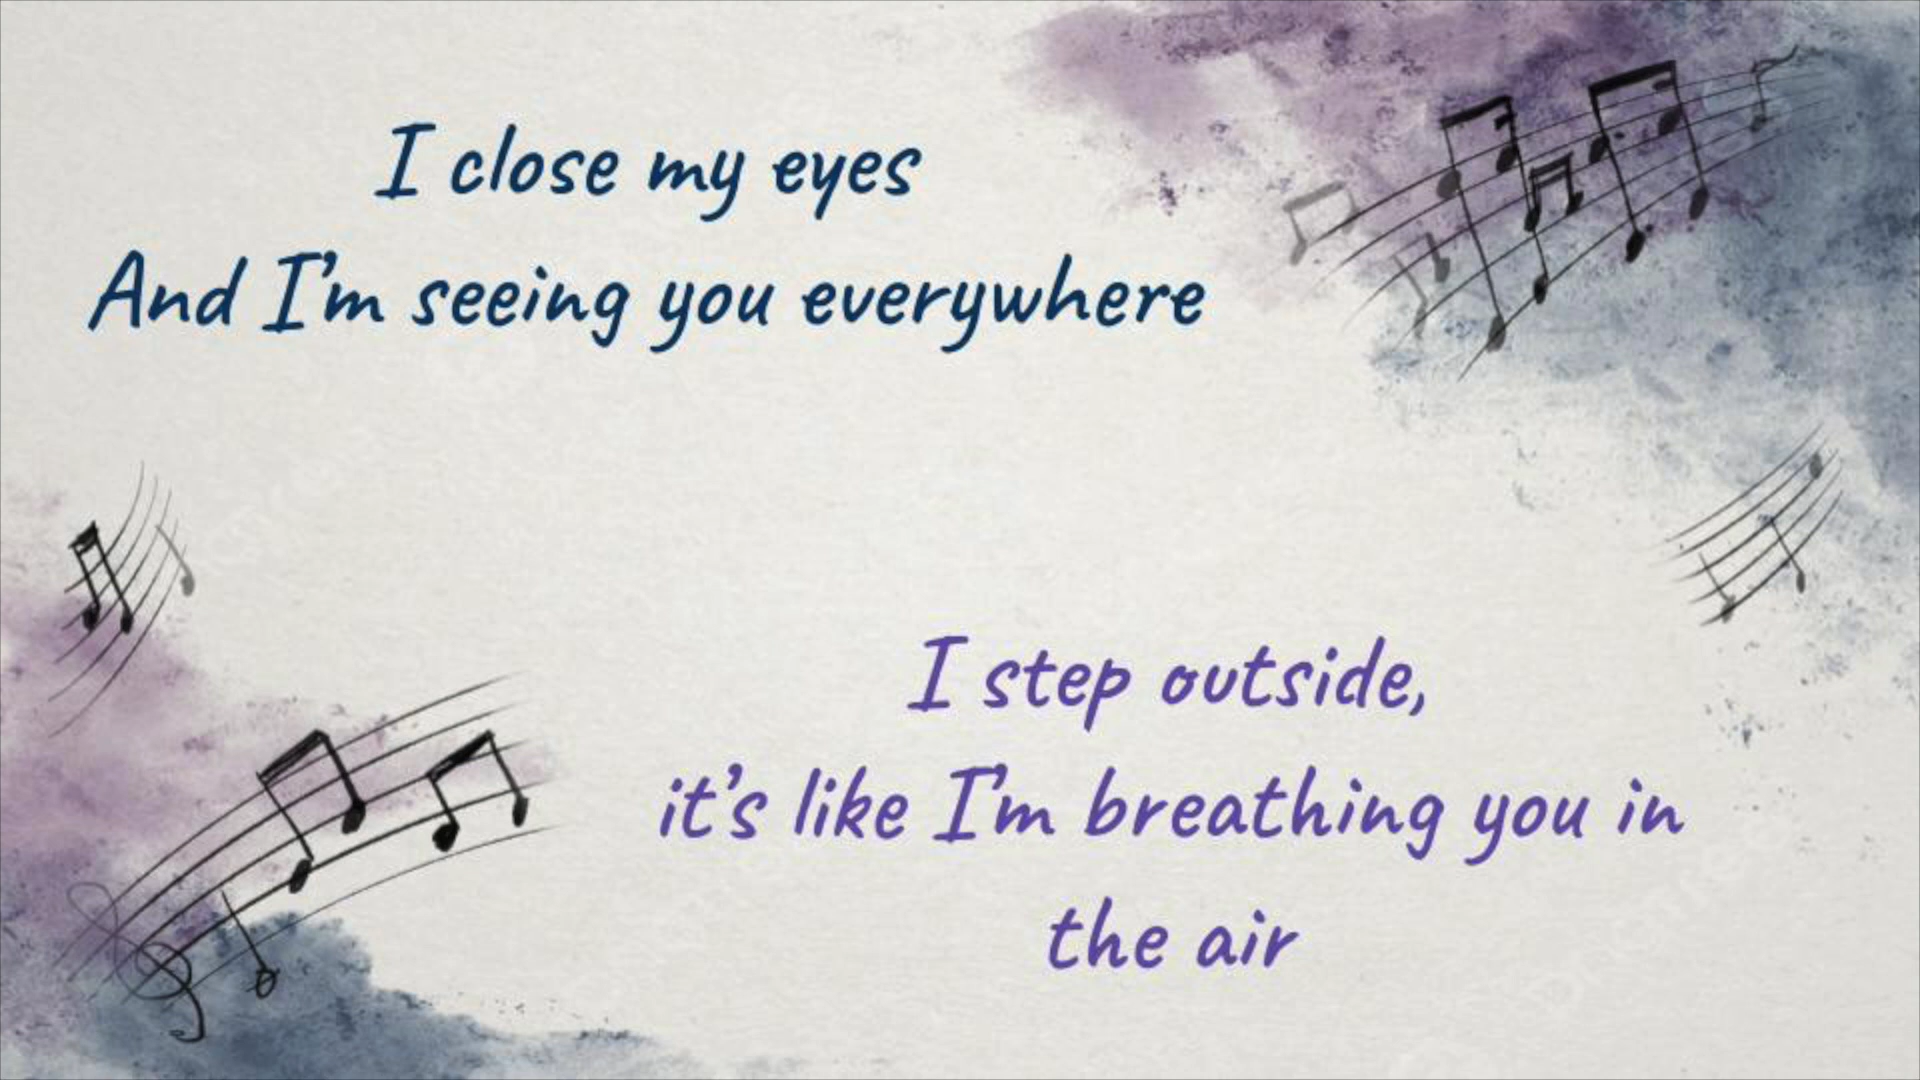 I close my eyes
And I'm seeing you everywhere
I step outside,
it's like I'm breathing you in
the air